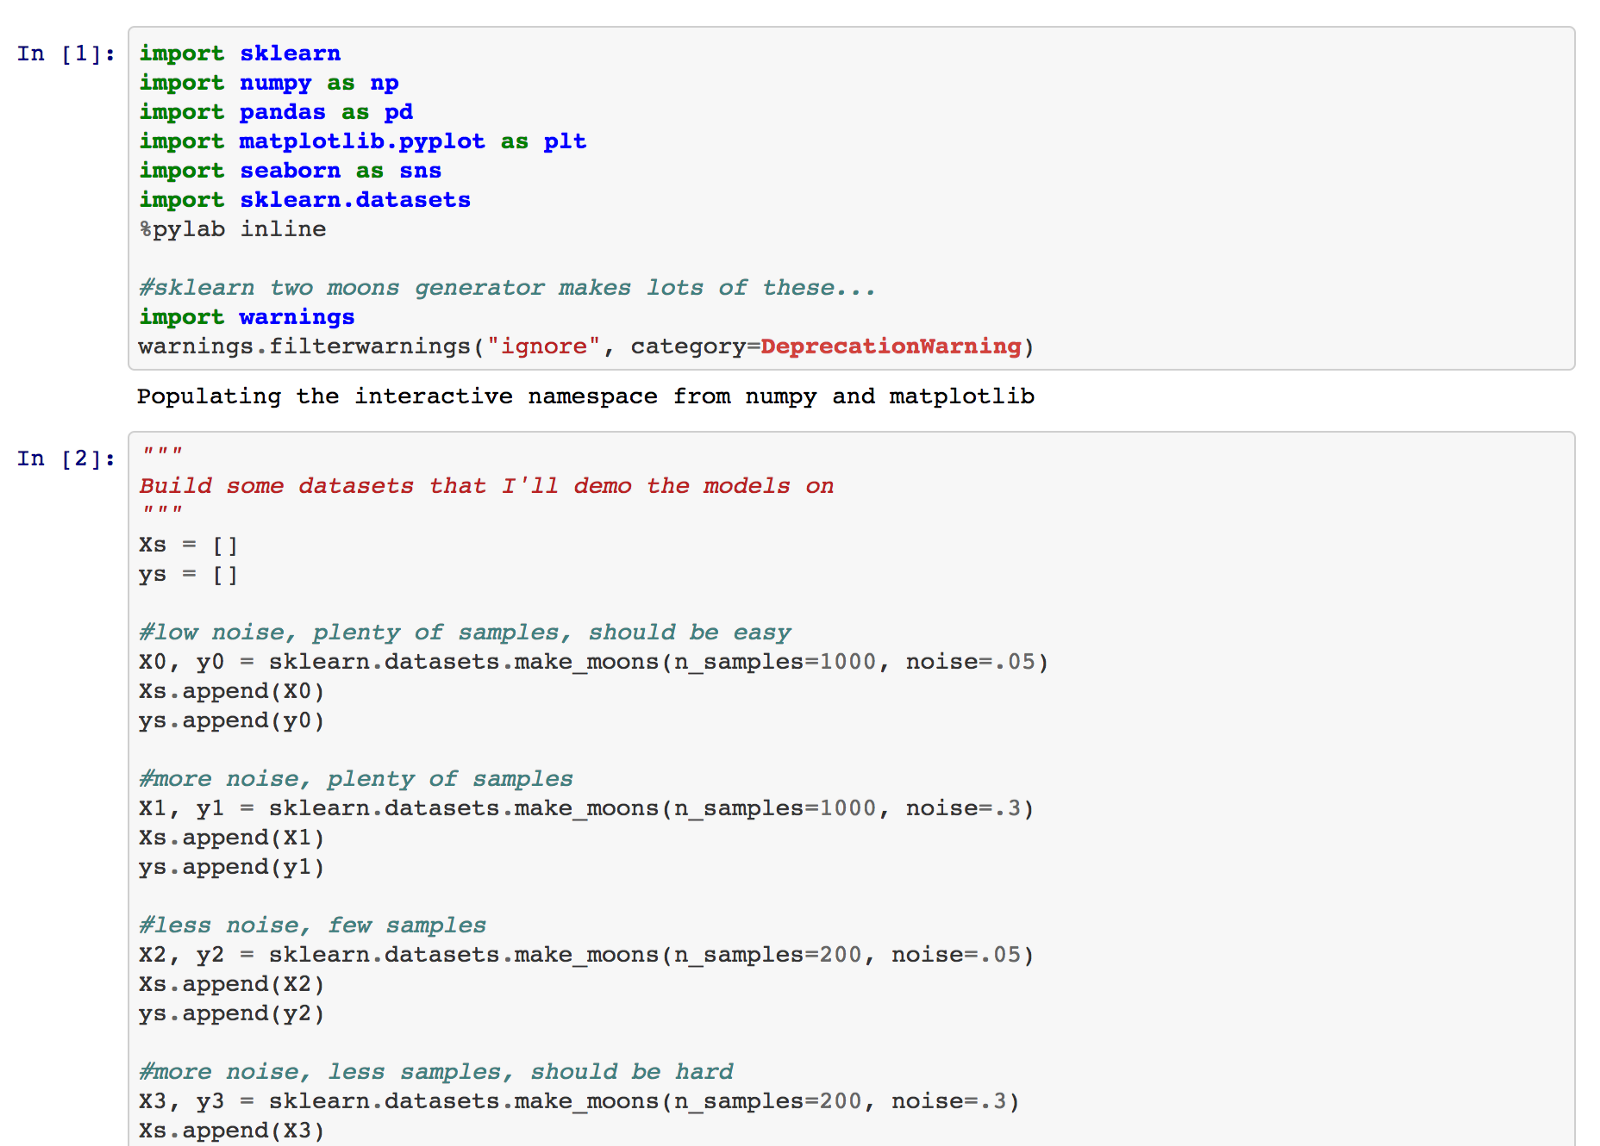 In [1]:
import sklearn
import numpy as np
import pandas as pd
import matplotlib.pyplot as plt
import seaborn as sns
import sklearn.datasets
%pylab inline
#sklearn two moons generator makes lots of these...
import warnings
warnings.filterwarnings("ignore", category=DeprecationWarning)
Populating the interactive namespace from numpy and matplotlib
In [2]:
"""
Build some datasets that I'll demo the models on
"""
Xs = []
ys = []
#low noise, plenty of samples, should be easy
X0, y0 = sklearn.datasets.make_moons(n_samples=1000, noise=.05)
Xs.append(X0)
ys.append(y0)
#more noise, plenty of samples
X1, y1 = sklearn.datasets.make_moons(n_samples=1000, noise=.3)
Xs.append(X1)
ys.append(y1)
#less noise, few samples
X2, y2 = sklearn.datasets.make_moons(n_samples=200, noise=.05)
Xs.append(X2)
ys.append(y2)
#more noise, less samples, should be hard
X3, y3 = sklearn.datasets.make_moons(n_samples=200, noise=.3)
Xs.append(X3)